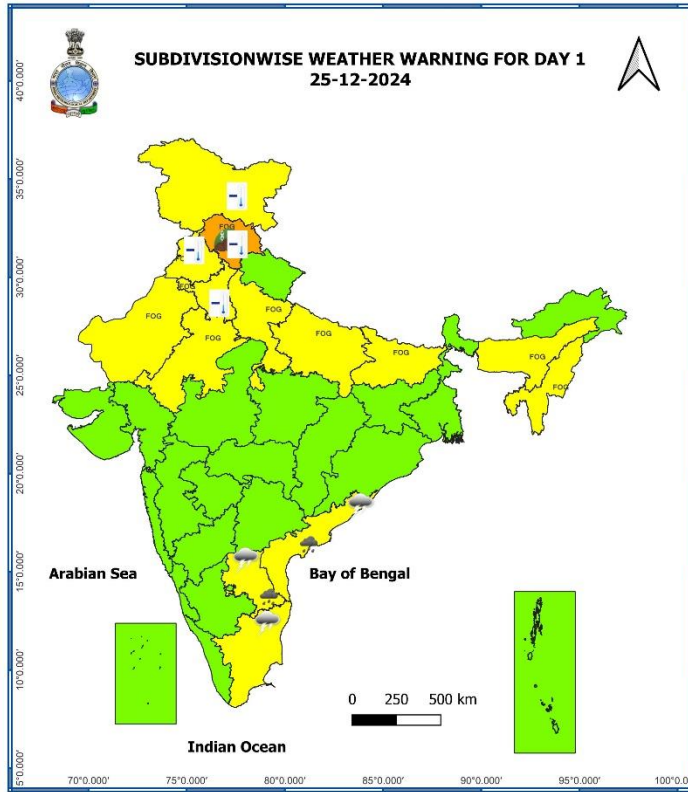 SUBDIVISIONWISE WEATHER WARNING FOR DAY 1
25-12-2024
40°0.000'
35°0.000'
30°0.000'
25°0.000'
20°0.000'
15°0.000'
10°0.000'
5°0.000'
FOG
FOG
FOG
FOG
FOG
FOG
FOG
FOG
FOG
Arabian Sea
Bay of Bengal
0 250 500 km
Indian Ocean
70°0.000' 75°0.000' 80°0.000' 85°0.000' 90°0.000' 95°0.000' 100°0.0